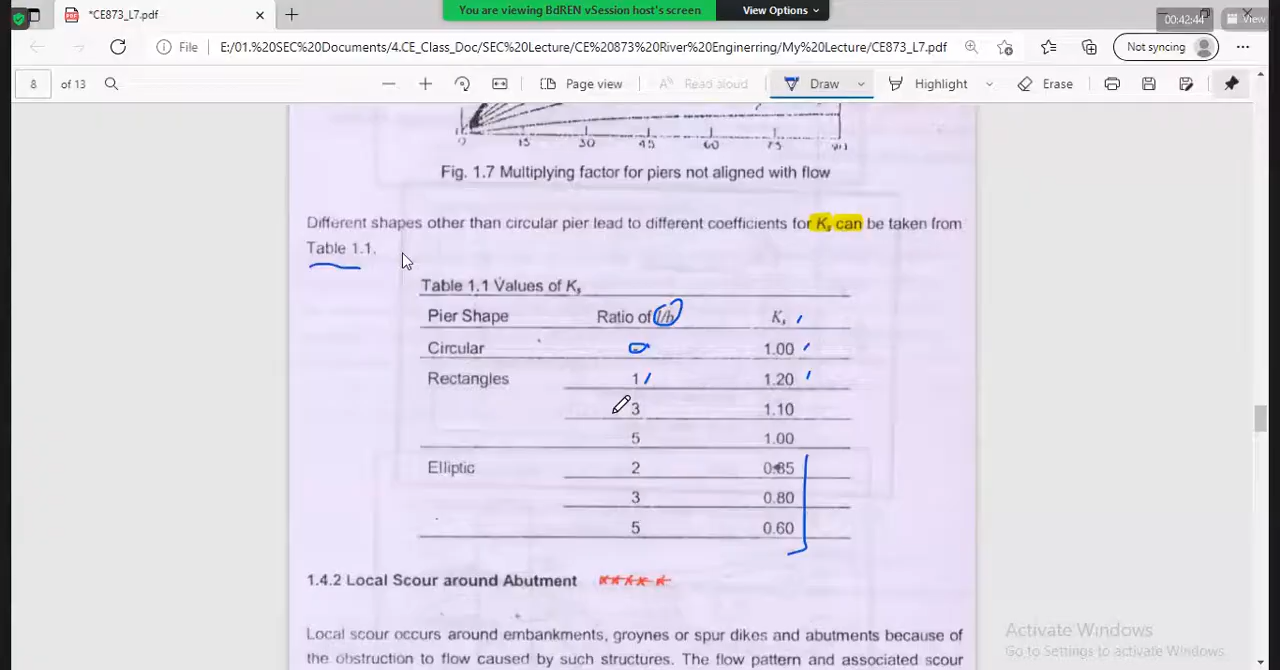 *CE873_L7.pdf
You are viewing BdREN vSession host's screen
View Options
00:42:44
View
File E:/01.%20SEC%20Documents/4.CE_Class_Doc/SEC%20Lecture/CE%20873%20River%20Enginerring/My%20Lecture/CE873_L7.pdf
Not syncing
8 of 13
Page view
Read aloud
Draw
Highlight
Erase
0 15 30 45 60 75 90
Fig. 1.7 Multiplying factor for piers not aligned with flow
Different shapes other than circular pier lead to different coefficients for Ks can be taken from
Table 1.1.
Table 1.1 Values of Ks
Pier Shape Ratio of l/b Ks
Circular 1.00
Rectangles 1 1.20
3 1.10
5 1.00
Elliptic 2 0.85
3 0.80
5 0.60
1.4.2 Local Scour around Abutment
Local scour occurs around embankments, groynes or spur dikes and abutments because of
the obstruction to flow caused by such structures. The flow pattern and associated scour
Activate Windows
Go to Settings to activate Windows.